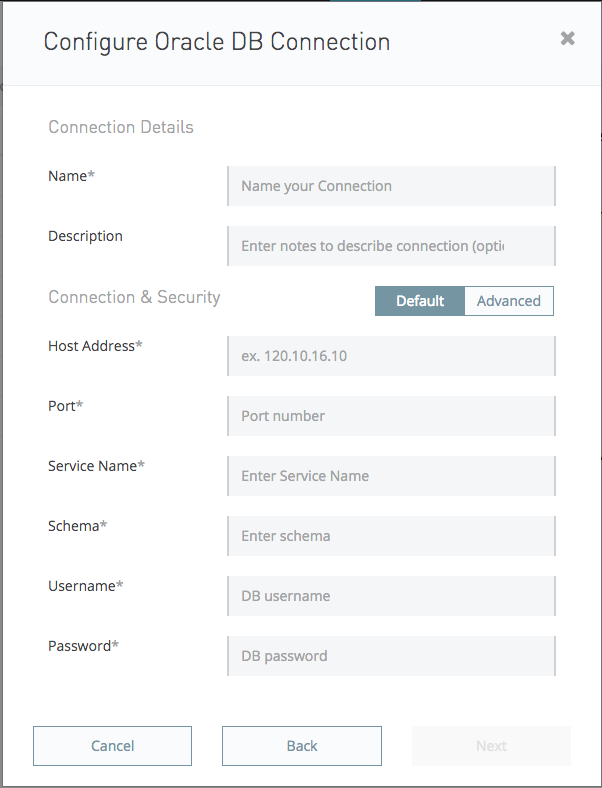 Configure Oracle DB Connection
Connection Details
Name* Name your Connection
Description Enter notes to describe connection (opti
Connection & Security Default Advanced
Host Address* ex. 120.10.16.10
Port* Port number
Service Name* Enter Service Name
Schema* Enter schema
Username* DB username
Password* DB password
Cancel Back Next